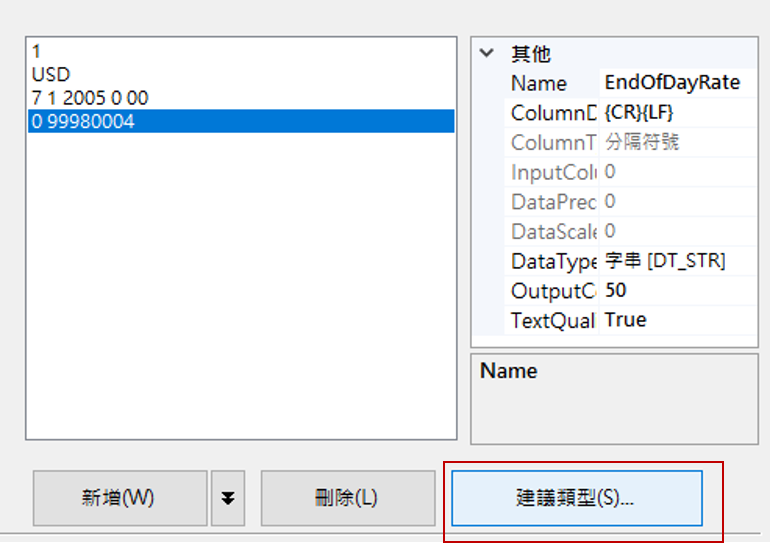 1
USD
7 1 2005 0 00
0 99980004
其他
Name EndOfDayRate
ColumnD {CR}{LF}
ColumnT 分隔符號
InputColu 0
DataPrec 0
DataScale 0
DataType 字串 [DT_STR]
OutputC 50
TextQual True
Name
新增(W)
刪除(L)
建議類型(S)...